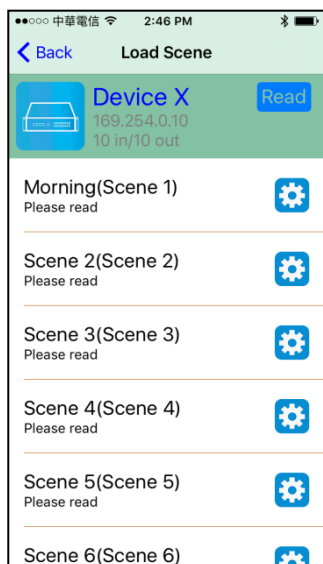 中華電信 2:46 PM
Back Load Scene
Device X Read
169.254.0.10
10 in/10 out
Morning(Scene 1)
Please read
Scene 2(Scene 2)
Please read
Scene 3(Scene 3)
Please read
Scene 4(Scene 4)
Please read
Scene 5(Scene 5)
Please read
Scene 6(Scene 6)